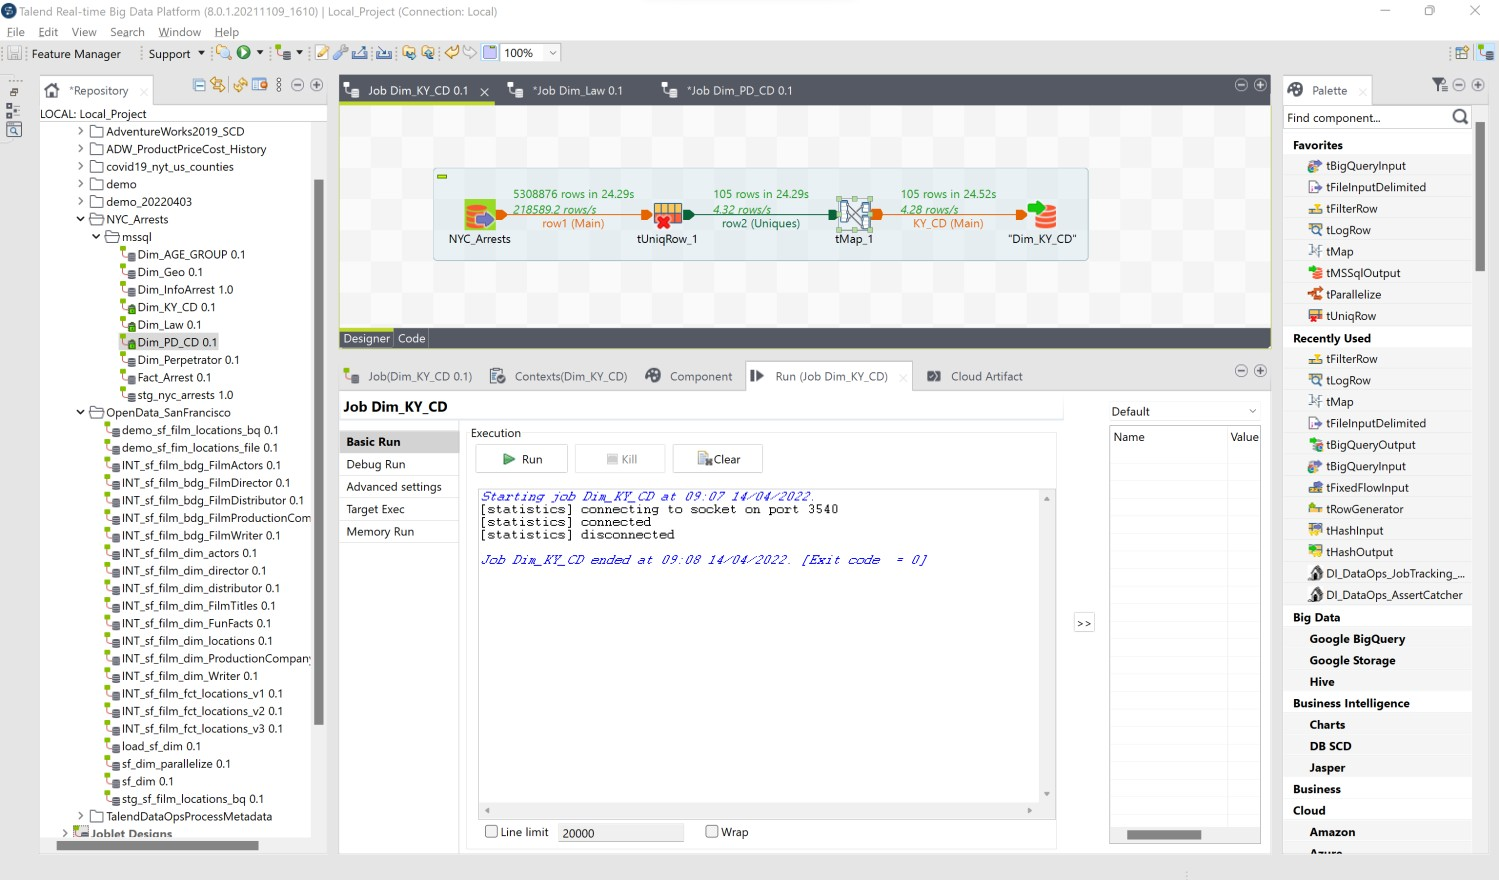 Talend Real-time Big Data Platform (8.0.1.20211109_1610) | Local_Project (Connection: Local)
File Edit View Search Window Help
Feature Manager Support 100%
*Repository
LOCAL: Local_Project
AdventureWorks2019_SCD
ADW_ProductPriceCost_History
covid19_nyt_us_counties
demo
demo_20220403
NYC_Arrests
mssql
Dim_AGE_GROUP 0.1
Dim_Geo 0.1
Dim_InfoArrest 1.0
Dim_KY_CD 0.1
Dim_Law 0.1
Dim_PD_CD 0.1
Dim_Perpetrator 0.1
Fact_Arrest 0.1
stg_nyc_arrests 1.0
OpenData_SanFrancisco
demo_sf_film_locations_bq 0.1
demo_sf_fim_locations_file 0.1
INT_sf_film_bdg_FilmActors 0.1
INT_sf_film_bdg_FilmDirector 0.1
INT_sf_film_bdg_FilmDistributor 0.1
INT_sf_film_bdg_FilmProductionCom
INT_sf_film_bdg_FilmWriter 0.1
INT_sf_film_dim_actors 0.1
INT_sf_film_dim_director 0.1
INT_sf_film_dim_distributor 0.1
INT_sf_film_dim_FilmTitles 0.1
INT_sf_film_dim_FunFacts 0.1
INT_sf_film_dim_locations 0.1
INT_sf_film_dim_ProductionCompany
INT_sf_film_dim_Writer 0.1
INT_sf_film_fct_locations_v1 0.1
INT_sf_film_fct_locations_v2 0.1
INT_sf_film_fct_locations_v3 0.1
load_sf_dim 0.1
sf_dim_parallelize 0.1
sf_dim 0.1
stg_sf_film_locations_bq 0.1
TalendDataOpsProcessMetadata
Joblet Designs
Job Dim_KY_CD 0.1 *Job Dim_Law 0.1 *Job Dim_PD_CD 0.1
5308876 rows in 24.29s 105 rows in 24.29s 105 rows in 24.52s
218589.2 rows/s 4.32 rows/s 4.28 rows/s
row1 (Main) row2 (Uniques) KY_CD (Main)
NYC_Arrests tUniqRow_1 tMap_1 "Dim_KY_CD"
Designer Code
Job(Dim_KY_CD 0.1) Contexts(Dim_KY_CD) Component Run (Job Dim_KY_CD) Cloud Artifact
Job Dim_KY_CD
Basic Run
Debug Run
Advanced settings
Target Exec
Memory Run
Execution
Run Kill Clear
Starting job Dim_KY_CD at 09:07 14/04/2022.
[statistics] connecting to socket on port 3540
[statistics] connected
[statistics] disconnected
Job Dim_KY_CD ended at 09:08 14/04/2022. [Exit code  = 0]
Line limit 20000 Wrap
>>
Default
Name Value
Palette
Find component...
Favorites
tBigQueryInput
tFileInputDelimited
tFilterRow
tLogRow
tMap
tMSSqlOutput
tParallelize
tUniqRow
Recently Used
tFilterRow
tLogRow
tMap
tFileInputDelimited
tBigQueryOutput
tBigQueryInput
tFixedFlowInput
tRowGenerator
tHashInput
tHashOutput
DI_DataOps_JobTracking_...
DI_DataOps_AssertCatcher
Big Data
Google BigQuery
Google Storage
Hive
Business Intelligence
Charts
DB SCD
Jasper
Business
Cloud
Amazon
Azure